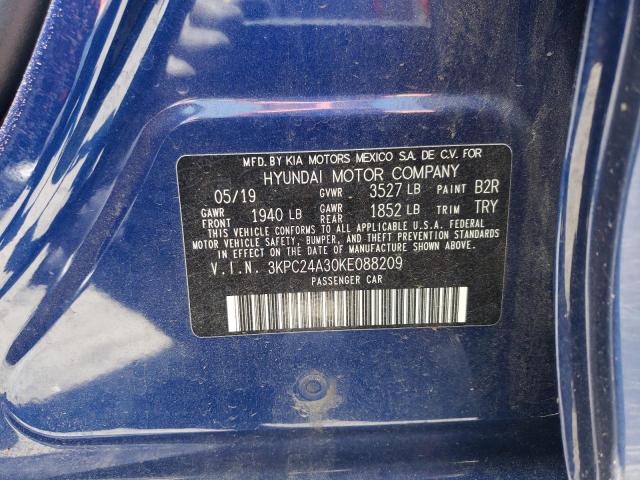 MFD. BY KIA MOTORS MEXICO S.A. DE C.V. FOR
HYUNDAI MOTOR COMPANY
05/19 GVWR 3527 LB PAINT B2R
GAWR FRONT 1940 LB GAWR REAR 1852 LB TRIM TRY
THIS VEHICLE CONFORMS TO ALL APPLICABLE U.S.A. FEDERAL
MOTOR VEHICLE SAFETY, BUMPER, AND THEFT PREVENTION STANDARDS
IN EFFECT ON THE DATE OF MANUFACTURE SHOWN ABOVE.
V.I.N. 3KPC24A30KE088209
PASSENGER CAR